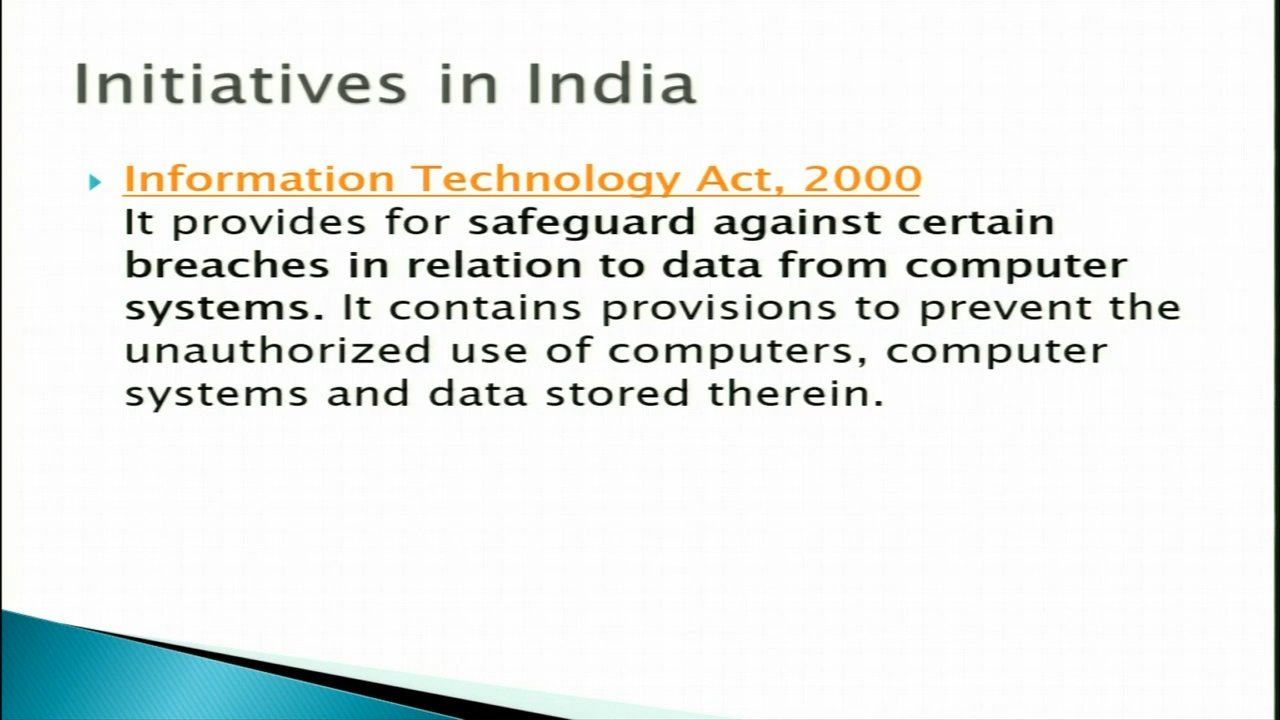 Initiatives in India
Information Technology Act, 2000
It provides for safeguard against certain
breaches in relation to data from computer
systems. It contains provisions to prevent the
unauthorized use of computers, computer
systems and data stored therein.